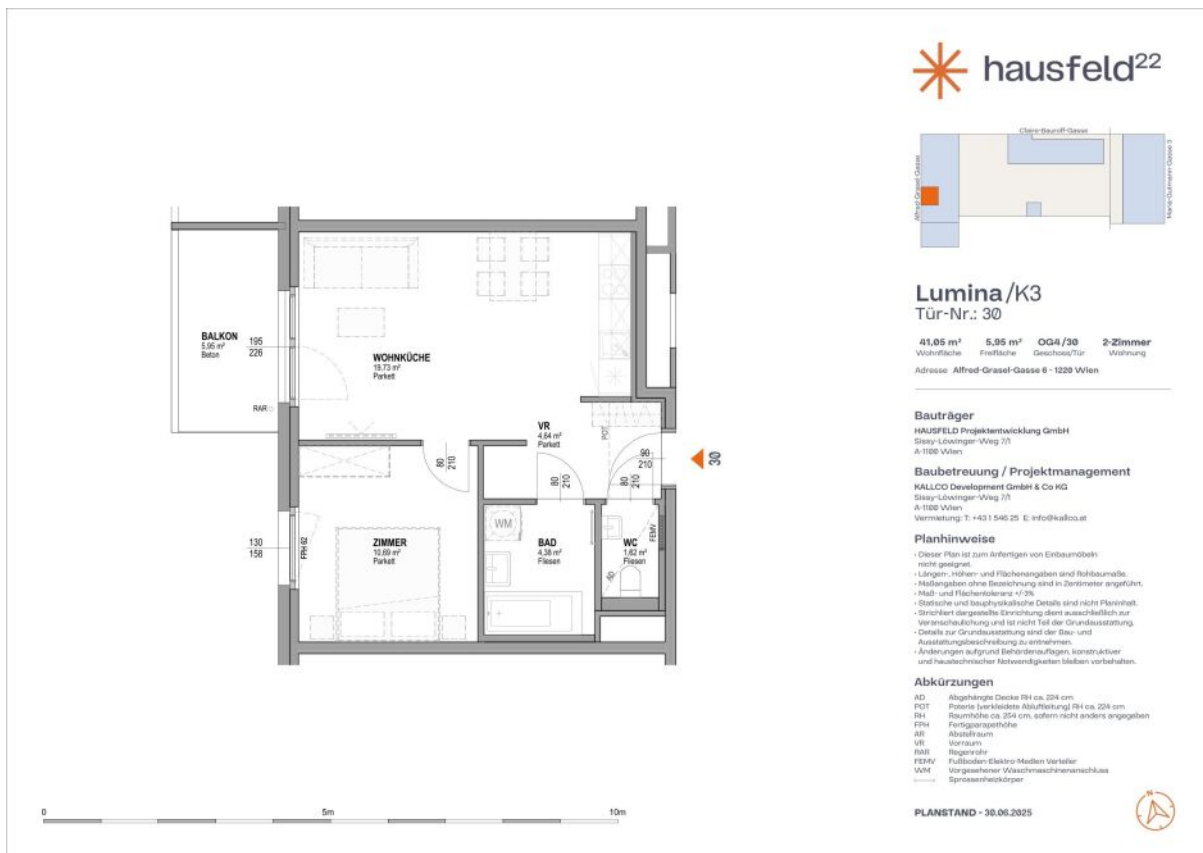 hausfeld22
Claire-Bauroff-Gasse
Alfred-Grasel-Gasse
Maria-Gutmann-Gasse 3
Lumina/K3
Tür-Nr.: 30
41,05 m² 5,95 m² OG4/30 2-Zimmer
Wohnfläche Freifläche Geschoss/Tür Wohnung
Adresse Alfred-Grasel-Gasse 6 - 1220 Wien
Bauträger
HAUSFELD Projektentwicklung GmbH
Sissy-Löwinger-Weg 7/1
A-1100 Wien
Baubetreuung / Projektmanagement
KALLCO Development GmbH & Co KG
Sissy-Löwinger-Weg 7/1
A-1100 Wien
Vermietung: T: +43 1 546 25 E: info@kallco.at
Planhinweise
- Dieser Plan ist zum Anfertigen von Einbaumöbeln
nicht geeignet.
- Längen-, Höhen- und Flächenangaben sind Rohbaumaße.
- Maßangaben ohne Bezeichnung sind in Zentimeter angeführt.
- Maß- und Flächentoleranz +/-3%
- Statische und bauphysikalische Details sind nicht Planinhalt.
- Strichliert dargestellte Einrichtung dient ausschließlich zur
Veranschaulichung und ist nicht Teil der Grundausstattung.
- Details zur Grundausstattung sind der Bau- und
Ausstattungsbeschreibung zu entnehmen.
- Änderungen aufgrund Behördenauflagen, konstruktiver
und haustechnischer Notwendigkeiten bleiben vorbehalten.
Abkürzungen
AD Abgehängte Decke RH ca. 224 cm
POT Poterie (verkleidete Abluftleitung) RH ca. 224 cm
RH Raumhöhe ca. 254 cm, sofern nicht anders angegeben
FPH Fertigparapethöhe
AR Abstellraum
VR Vorraum
RAR Regenrohr
FEMV Fußboden-Elektro-Medien Verteiler
WM Vorgesehener Waschmaschinenanschluss
Sprossenheizkörper
PLANSTAND - 30.06.2025
N
BALKON
5,95 m²
Beton
195
226
RAR
WOHNKÜCHE
19,73 m²
Parkett
VR
4,64 m²
Parkett
POT
90
210
30
80
210
80
210
80
210
130
158
FPH 62
ZIMMER
10,69 m²
Parkett
WM
BAD
4,38 m²
Fliesen
WC
1,62 m²
Fliesen
FEMV
AD
0 5m 10m